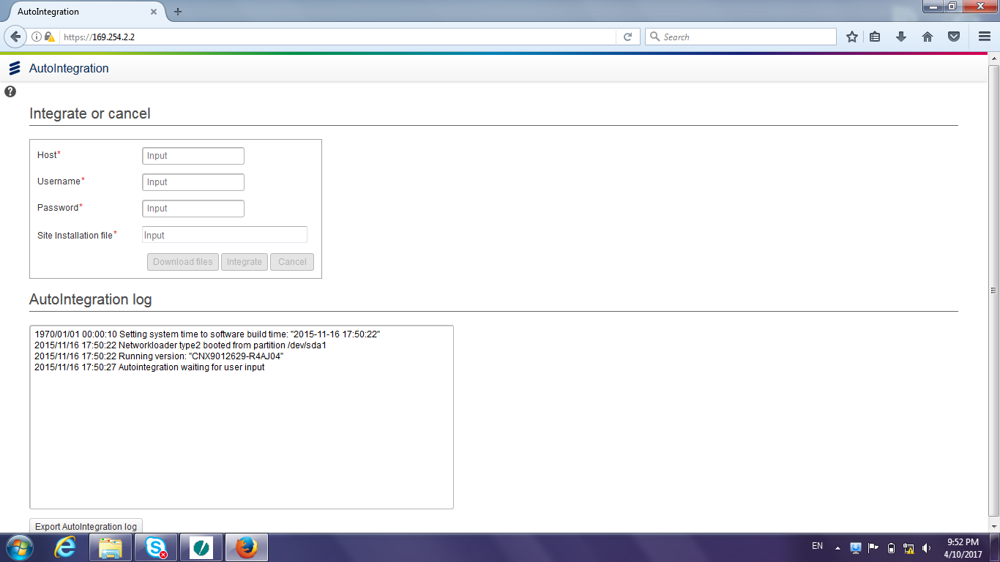 AutoIntegration
https://169.254.2.2
Search
AutoIntegration
Integrate or cancel
Host*
Input
Username*
Input
Password*
Input
Site Installation file*
Input
Download files
Integrate
Cancel
AutoIntegration log
1970/01/01 00:00:10 Setting system time to software build time: "2015-11-16 17:50:22"
2015/11/16 17:50:22 Networkloader type2 booted from partition /dev/sda1
2015/11/16 17:50:22 Running version: "CNX9012629-R4AJ04"
2015/11/16 17:50:27 Autointegration waiting for user input
Export AutoIntegration log
EN
9:52 PM
4/10/2017